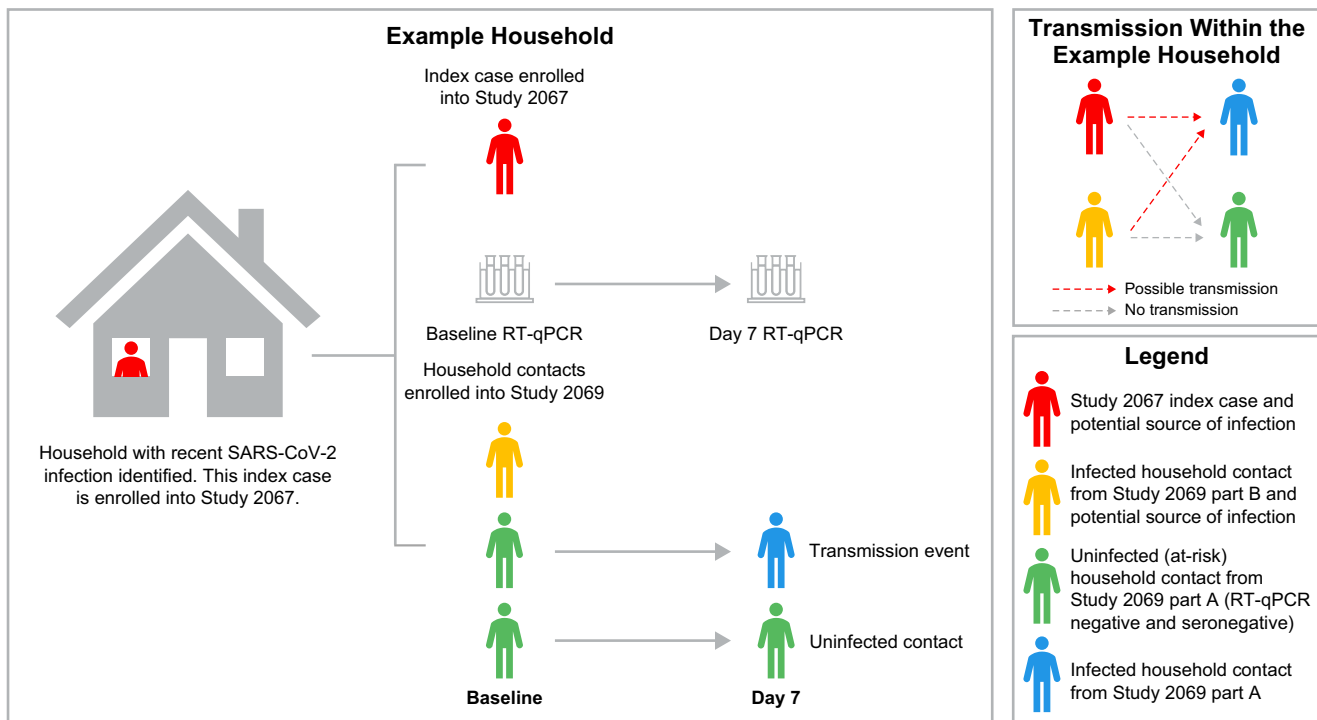 Example Household
Index case enrolled
into Study 2067
Baseline RT-qPCR
Day 7 RT-qPCR
Household contacts
enrolled into Study 2069
Household with recent SARS-CoV-2
infection identified. This index case
is enrolled into Study 2067.
Transmission event
Uninfected contact
Baseline
Day 7
Transmission Within the
Example Household
Possible transmission
No transmission
Legend
Study 2067 index case and
potential source of infection
Infected household contact
from Study 2069 part B and
potential source of infection
Uninfected (at-risk)
household contact from
Study 2069 part A (RT-qPCR
negative and seronegative)
Infected household contact
from Study 2069 part A